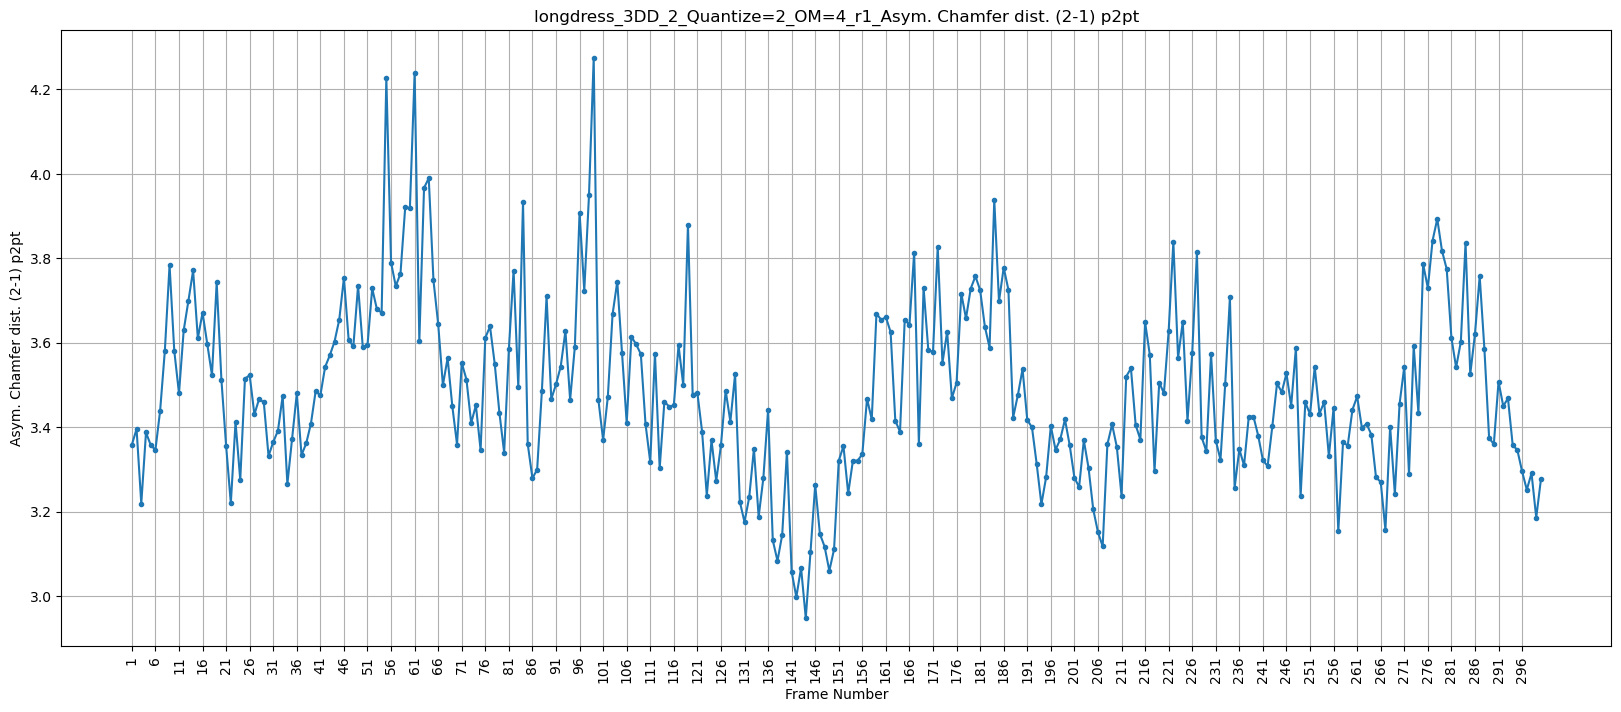 longdress_3DD_2_Quantize=2_OM=4_r1_Asym. Chamfer dist. (2-1) p2pt
Asym. Chamfer dist. (2-1) p2pt
4.2
4.0
3.8
3.6
3.4
3.2
3.0
1 6 11 16 21 26 31 36 41 46 51 56 61 66 71 76 81 86 91 96 101 106 111 116 121 126 131 136 141 146 151 156 161 166 171 176 181 186 191 196 201 206 211 216 221 226 231 236 241 246 251 256 261 266 271 276 281 286 291 296
Frame Number